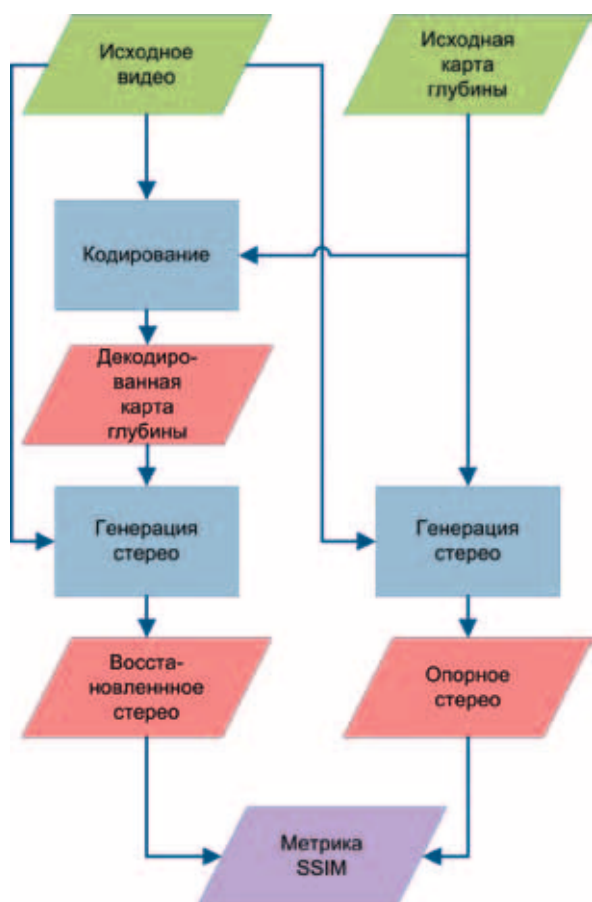 Исходное
видео
Исходная
карта
глубины
Кодирование
Декодиро-
ванная
карта
глубины
Генерация
стерео
Генерация
стерео
Восста-
новленнное
стерео
Опорное
стерео
Метрика
SSIM